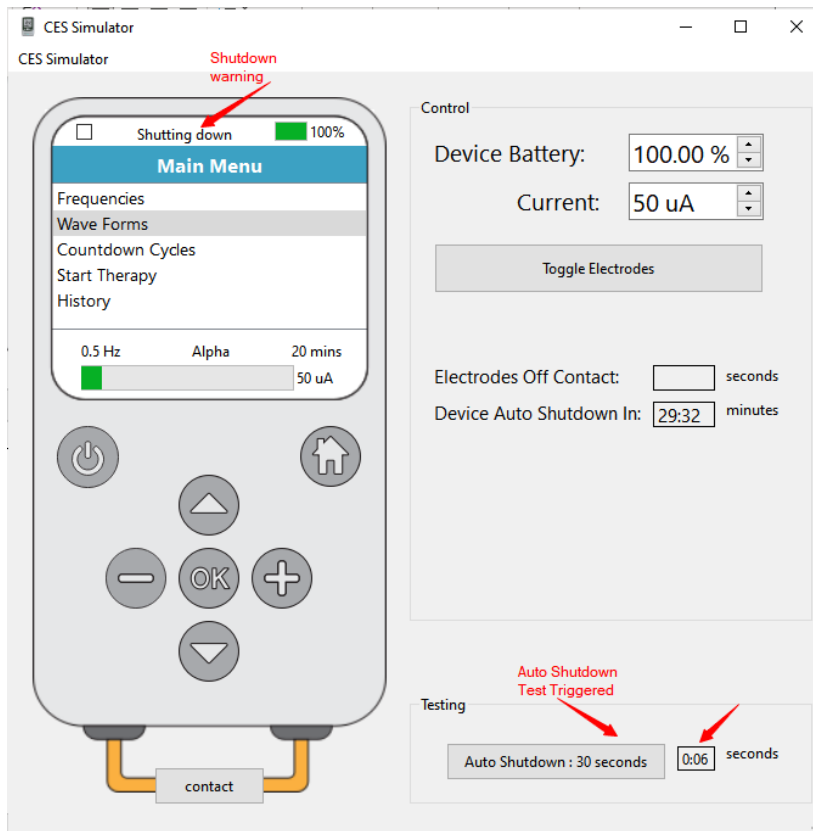 CES Simulator
CES Simulator
Shutdown
warning
Shutting down 100%
Main Menu
Frequencies
Wave Forms
Countdown Cycles
Start Therapy
History
0.5 Hz Alpha 20 mins
50 uA
OK
contact
Control
Device Battery: 100.00 %
Current: 50 uA
Toggle Electrodes
Electrodes Off Contact: seconds
Device Auto Shutdown In: 29:32 minutes
Auto Shutdown
Test Triggered
Testing
Auto Shutdown : 30 seconds 0:06 seconds